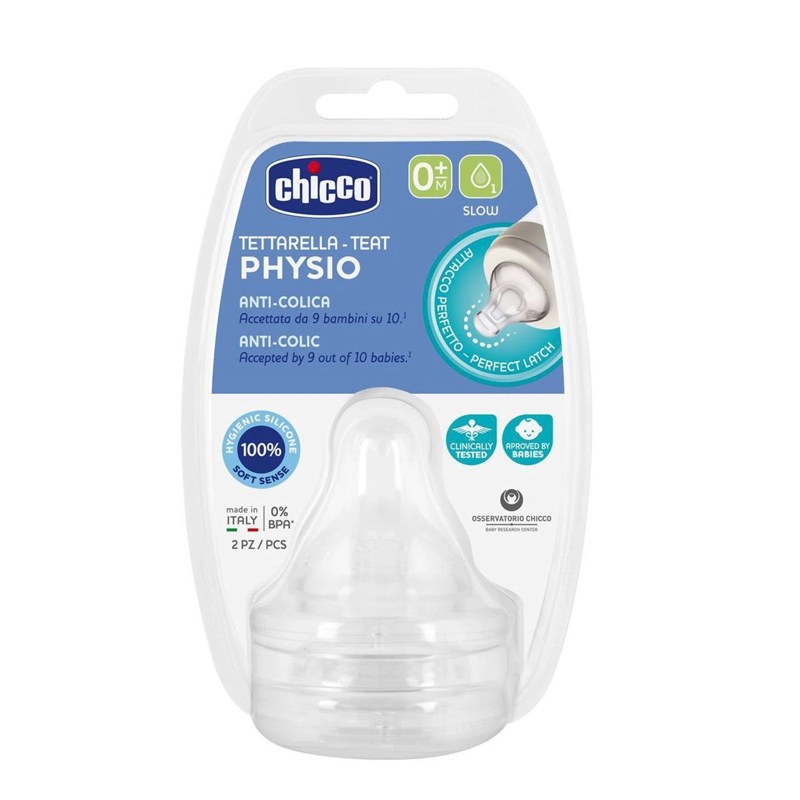 chicco
0+
M
1
SLOW
TETTARELLA - TEAT
PHYSIO
ANTI-COLICA
Accettata da 9 bambini su 10.¹
ANTI-COLIC
Accepted by 9 out of 10 babies.¹
ATTACCO PERFETTO - PERFECT LATCH
HYGIENIC SILICONE
100%
SOFT SENSE
CLINICALLY
TESTED
APROVED BY
BABIES
made in
ITALY
0%
BPA*
2 PZ / PCS
OSSERVATORIO CHICCO
BABY RESEARCH CENTER